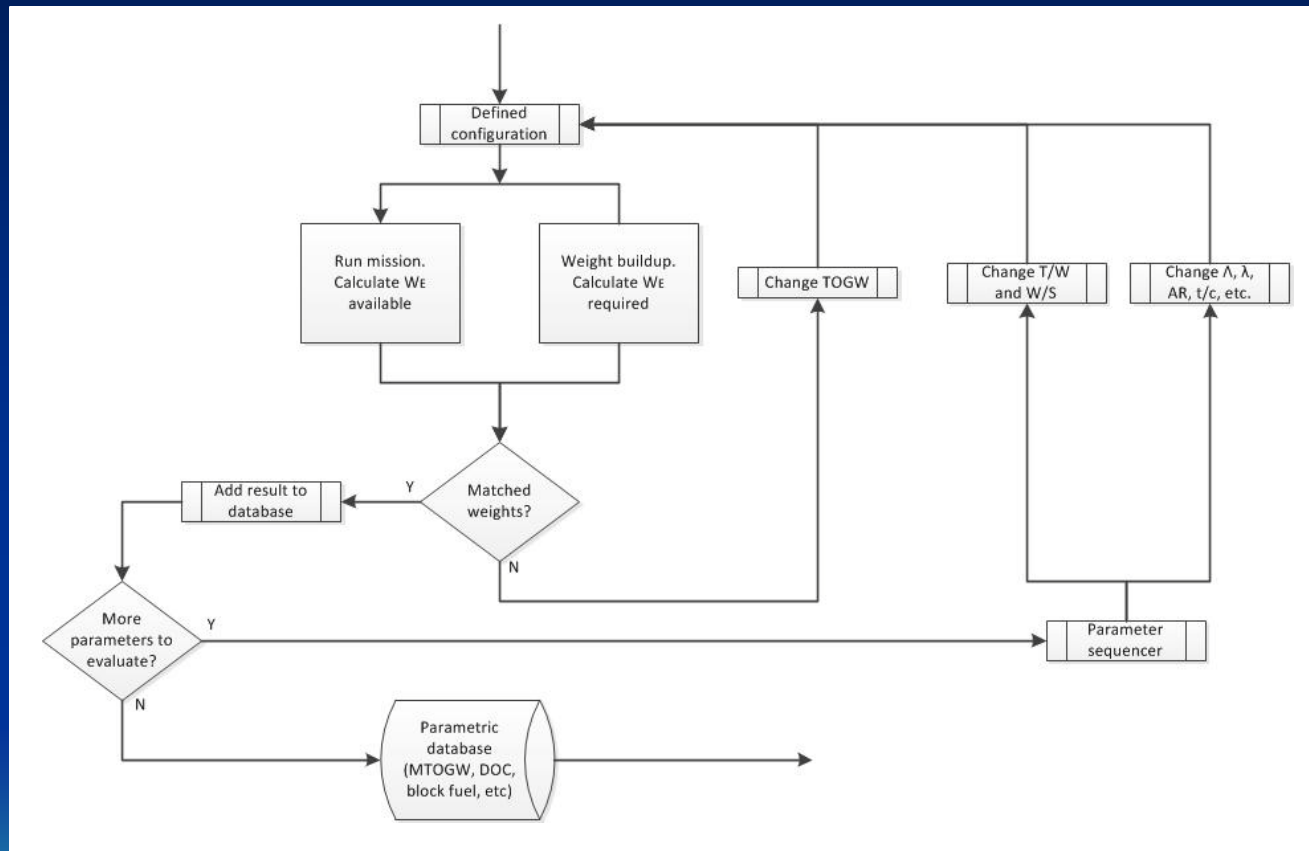 Defined
configuration
Run mission.
Calculate WE
available
Weight buildup.
Calculate WE
required
Change TOGW
Change T/W
and W/S
Change Λ, λ,
AR, t/c, etc.
Add result to
database
Y
Matched
weights?
N
More
parameters to
evaluate?
Y
N
Parameter
sequencer
Parametric
database
(MTOGW, DOC,
block fuel, etc)